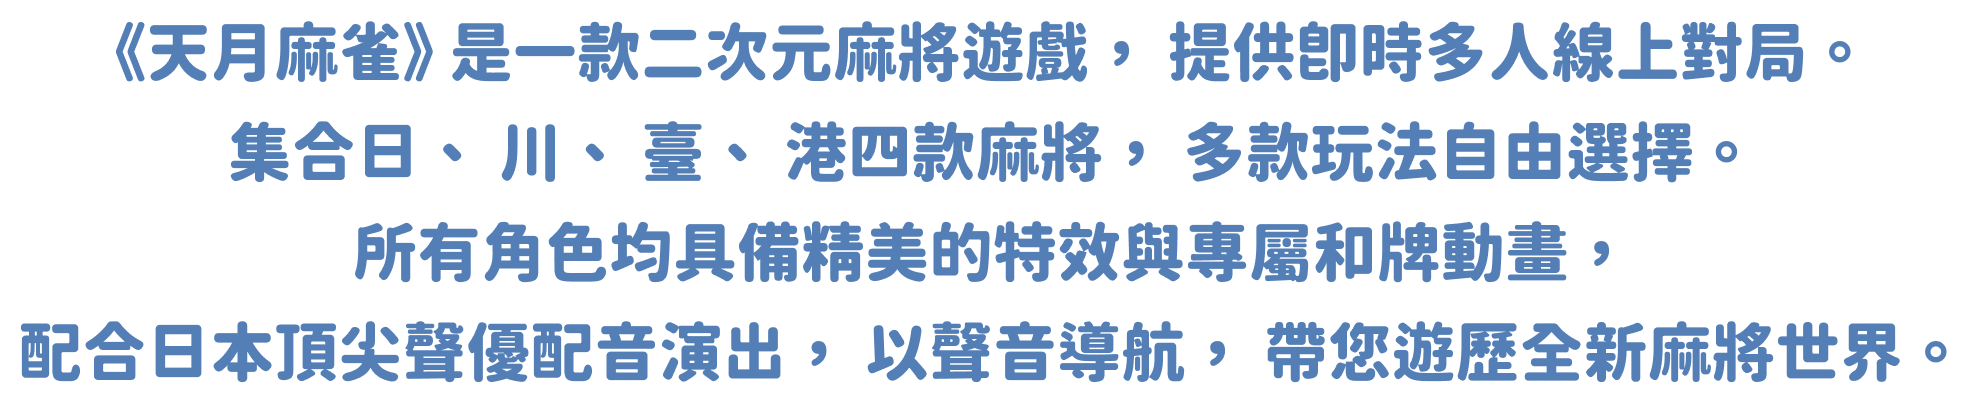 《天月麻雀》是一款二次元麻將遊戲，提供即時多人線上對局。
集合日、川、臺、港四款麻將，多款玩法自由選擇。
所有角色均具備精美的特效與專屬和牌動畫，
配合日本頂尖聲優配音演出，以聲音導航，帶您遊歷全新麻將世界。